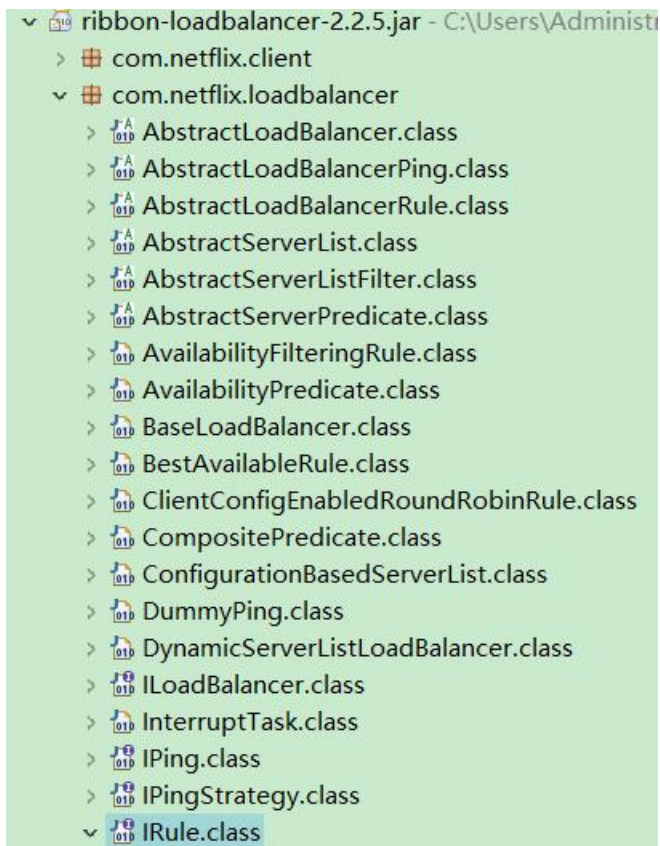 ribbon-loadbalancer-2.2.5.jar - C:\Users\Administr
com.netflix.client
com.netflix.loadbalancer
AbstractLoadBalancer.class
AbstractLoadBalancerPing.class
AbstractLoadBalancerRule.class
AbstractServerList.class
AbstractServerListFilter.class
AbstractServerPredicate.class
AvailabilityFilteringRule.class
AvailabilityPredicate.class
BaseLoadBalancer.class
BestAvailableRule.class
ClientConfigEnabledRoundRobinRule.class
CompositePredicate.class
ConfigurationBasedServerList.class
DummyPing.class
DynamicServerListLoadBalancer.class
ILoadBalancer.class
InterruptTask.class
IPing.class
IPingStrategy.class
IRule.class